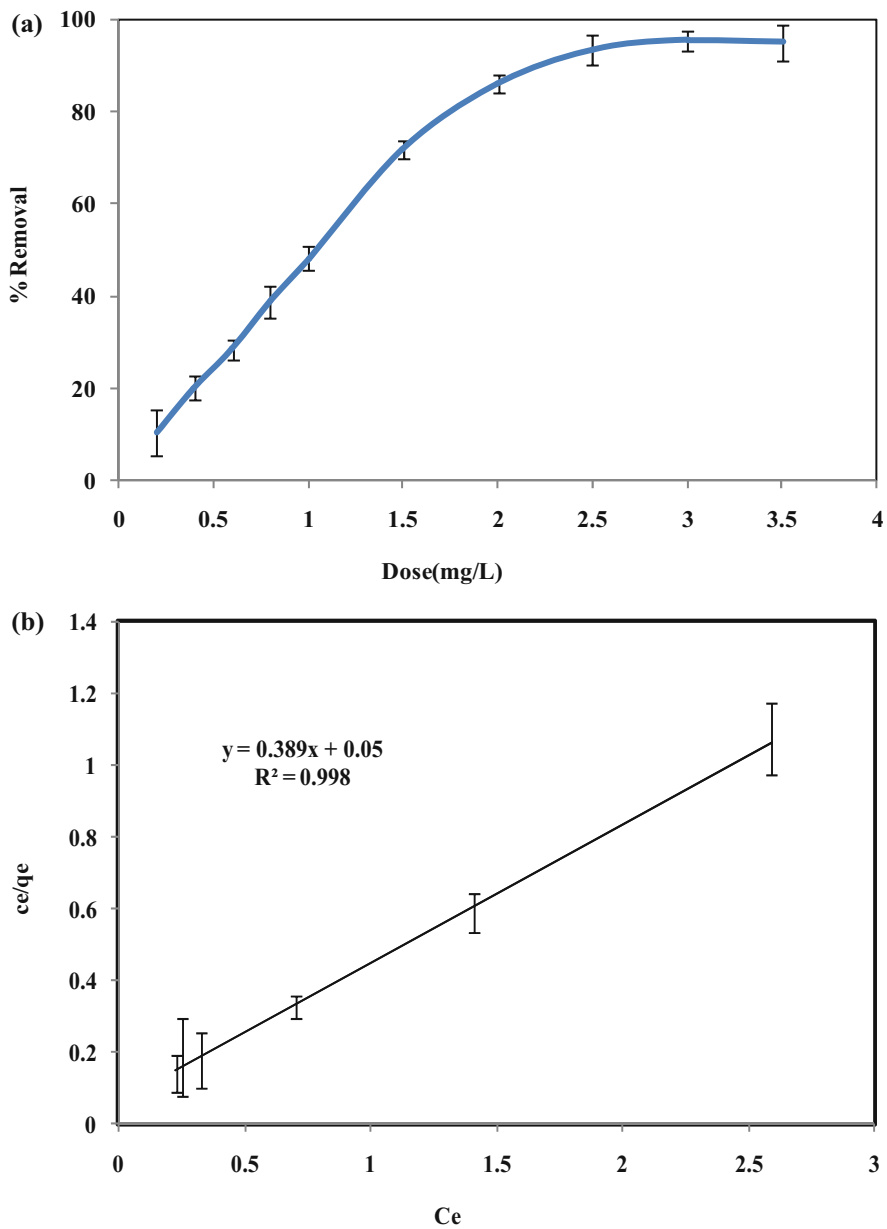 (a)
100
80
60
40
20
0
% Removal
0 0.5 1 1.5 2 2.5 3 3.5 4
Dose(mg/L)
(b)
1.4
1.2
1
0.8
0.6
0.4
0.2
0
ce/qe
y = 0.389x + 0.05
R² = 0.998
0 0.5 1 1.5 2 2.5 3
Ce